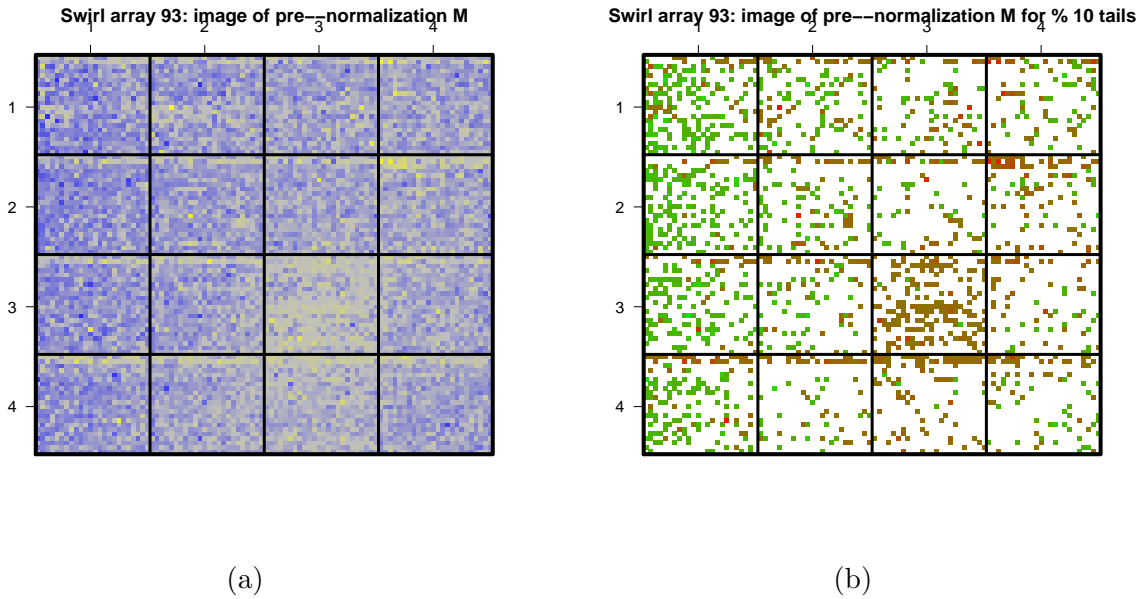 Swirl array 93: image of pre−−normalization M
1 2 3 4
1
2
3
4
(a)
Swirl array 93: image of pre−−normalization M for % 10 tails
1 2 3 4
1
2
3
4
(b)